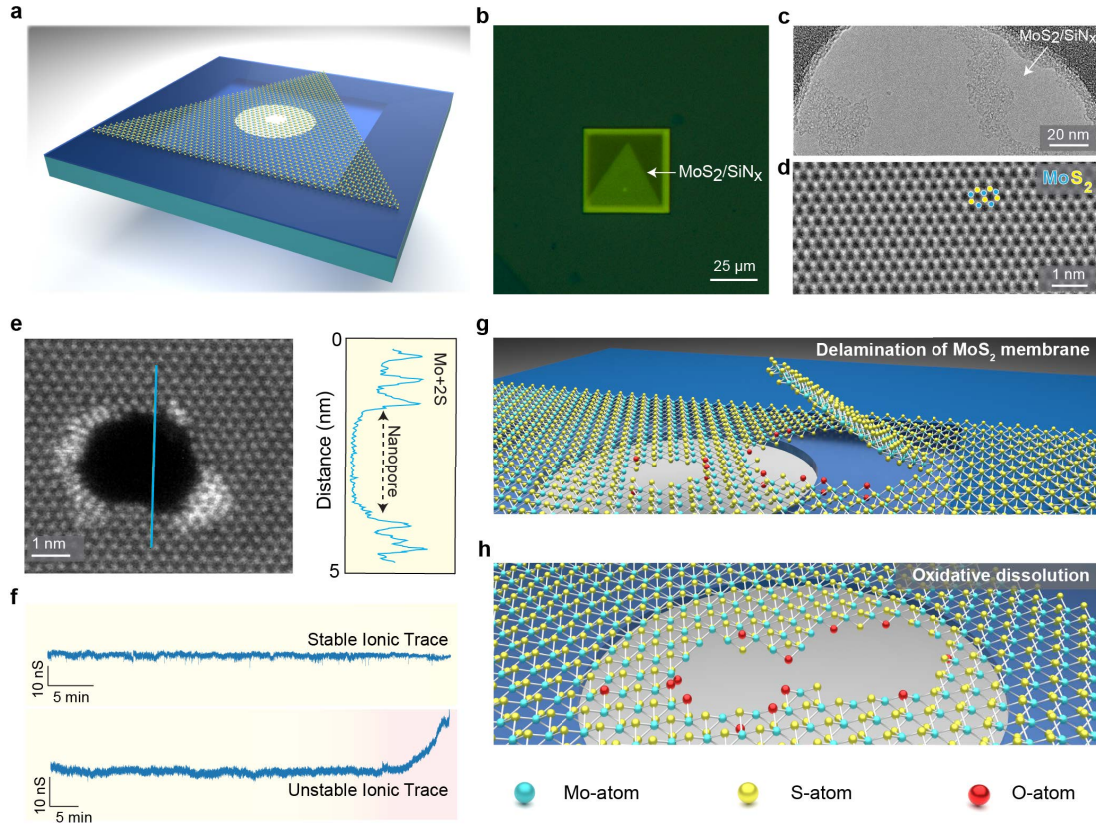 a
b
MoS₂/SiNₓ
25 µm
c
MoS₂/SiNₓ
20 nm
d
MoS₂
1 nm
e
1 nm
0
Distance (nm)
5
Mo+2S
Nanopore
f
Stable Ionic Trace
10 nS
5 min
Unstable Ionic Trace
10 nS
5 min
g
Delamination of MoS₂ membrane
h
Oxidative dissolution
Mo-atom
S-atom
O-atom